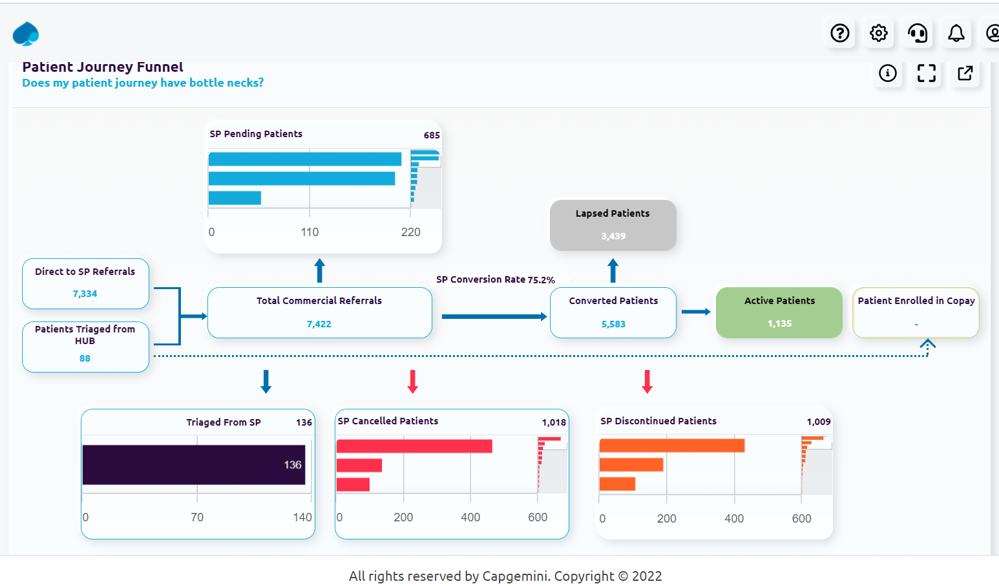 Patient Journey Funnel
Does my patient journey have bottle necks?
SP Pending Patients 685
0 110 220
Lapsed Patients
3,439
Direct to SP Referrals
7,334
Patients Triaged from
HUB
88
Total Commercial Referrals
7,422
SP Conversion Rate 75.2%
Converted Patients
5,583
Active Patients
1,135
Patient Enrolled in Copay
-
Triaged From SP 136
136
0 70 140
SP Cancelled Patients 1,018
0 200 400 600
SP Discontinued Patients 1,009
0 200 400 600
All rights reserved by Capgemini. Copyright © 2022